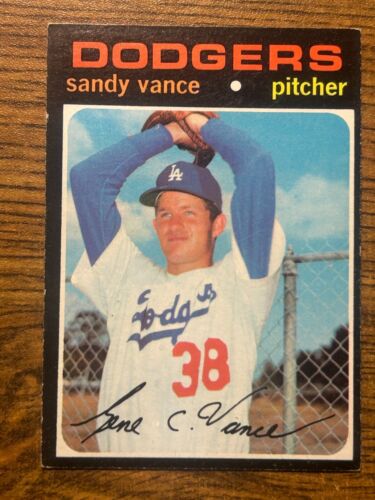 DODGERS
sandy vance • pitcher
LA
Dodgers
38
Gene C. Vance